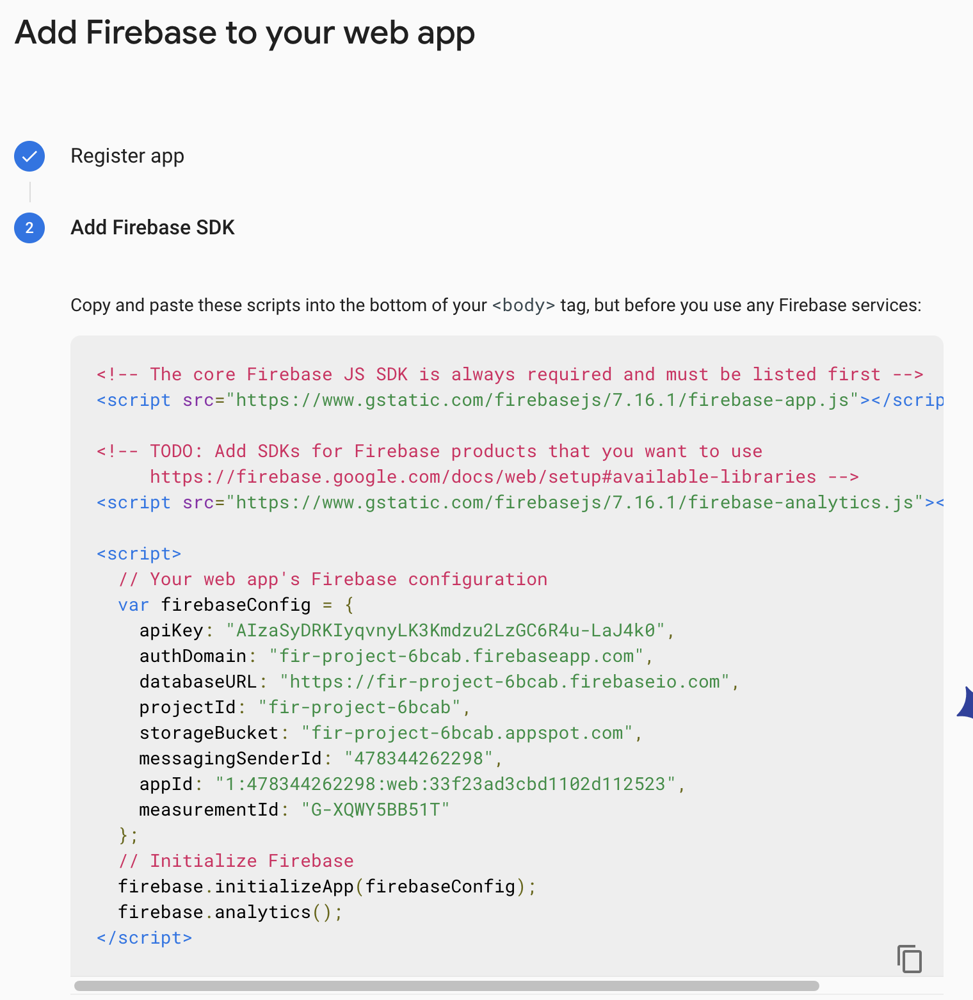 Add Firebase to your web app
Register app
2
Add Firebase SDK
Copy and paste these scripts into the bottom of your <body> tag, but before you use any Firebase services:
<!-- The core Firebase JS SDK is always required and must be listed first -->
<script src="https://www.gstatic.com/firebasejs/7.16.1/firebase-app.js"></scrip
<!-- TODO: Add SDKs for Firebase products that you want to use
https://firebase.google.com/docs/web/setup#available-libraries -->
<script src="https://www.gstatic.com/firebasejs/7.16.1/firebase-analytics.js"><
<script>
// Your web app's Firebase configuration
var firebaseConfig = {
apiKey: "AIzaSyDRKIyqvnyLK3Kmdzu2LzGC6R4u-LaJ4k0",
authDomain: "fir-project-6bcab.firebaseapp.com",
databaseURL: "https://fir-project-6bcab.firebaseio.com",
projectId: "fir-project-6bcab",
storageBucket: "fir-project-6bcab.appspot.com",
messagingSenderId: "478344262298",
appId: "1:478344262298:web:33f23ad3cbd1102d112523",
measurementId: "G-XQWY5BB51T"
};
// Initialize Firebase
firebase.initializeApp(firebaseConfig);
firebase.analytics();
</script>